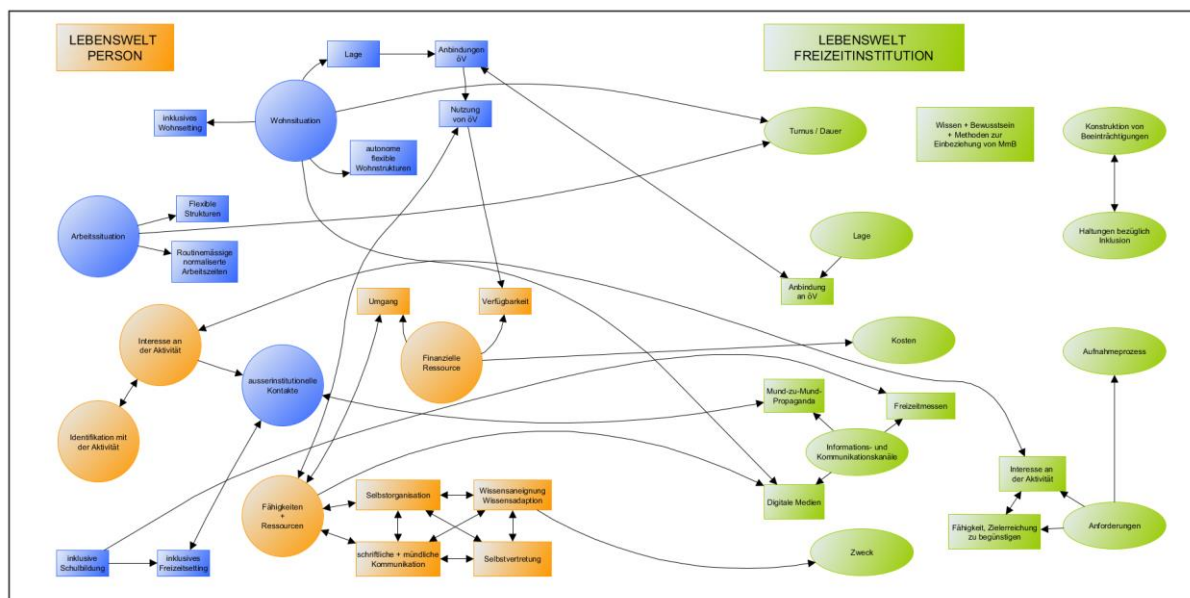 LEBENSWELT
PERSON
LEBENSWELT
FREIZEITINSTITUTION
Lage
Anbindungen
öV
inklusives
Wohnsetting
Wohnsituation
Nutzung
von öV
autonome
flexible
Wohnstrukturen
Turnus / Dauer
Wissen + Bewusstsein
+ Methoden zur
Einbeziehung von MmB
Konstruktion von
Beeinträchtigungen
Arbeitssituation
Flexible
Strukturen
Routinemässige
normalisierte
Arbeitszeiten
Lage
Haltungen bezüglich
Inklusion
Anbindung
an öV
Umgang
Verfügbarkeit
Interesse an
der Aktivität
Finanzielle
Ressource
Kosten
Aufnahmeprozess
ausserinstitutionelle
Kontakte
Mund-zu-Mund-
Propaganda
Freizeitmessen
Identifikation mit
der Aktivität
Informations- und
Kommunikationskanäle
Interesse an
der Aktivität
Fähigkeiten
+
Ressourcen
Selbstorganisation
Wissensaneignung
Wissensadaption
Digitale Medien
Fähigkeit, Zielerreichung
zu begünstigen
Anforderungen
inklusive
Schulbildung
inklusives
Freizeitsetting
schriftliche + mündliche
Kommunikation
Selbstvertretung
Zweck